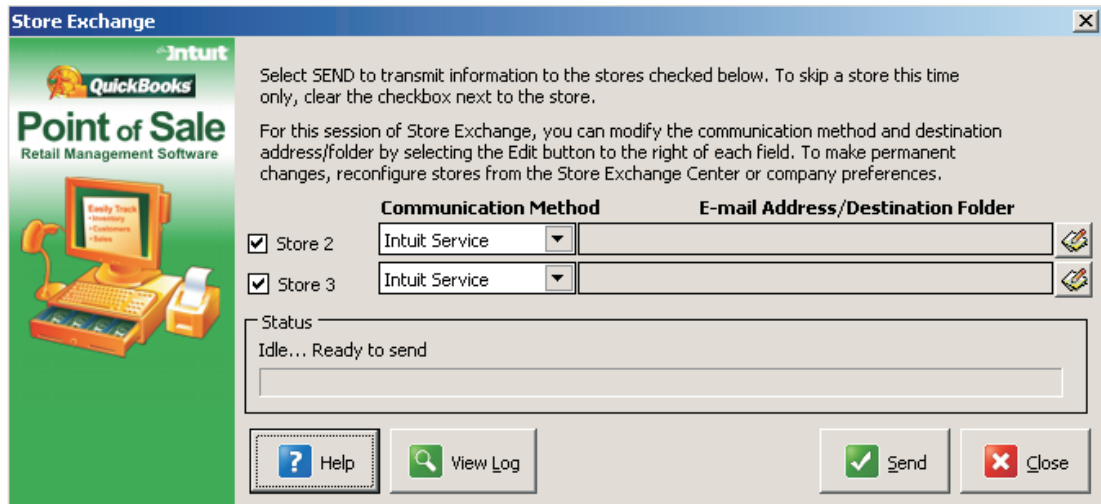 Store Exchange
INTUIT
QuickBooks
Point of Sale
Retail Management Software
Easily Track
• Inventory
• Customers
• Sales
Select SEND to transmit information to the stores checked below. To skip a store this time
only, clear the checkbox next to the store.
For this session of Store Exchange, you can modify the communication method and destination
address/folder by selecting the Edit button to the right of each field. To make permanent
changes, reconfigure stores from the Store Exchange Center or company preferences.
Communication Method E-mail Address/Destination Folder
Store 2 Intuit Service
Store 3 Intuit Service
Status
Idle... Ready to send
? Help View Log Send Close